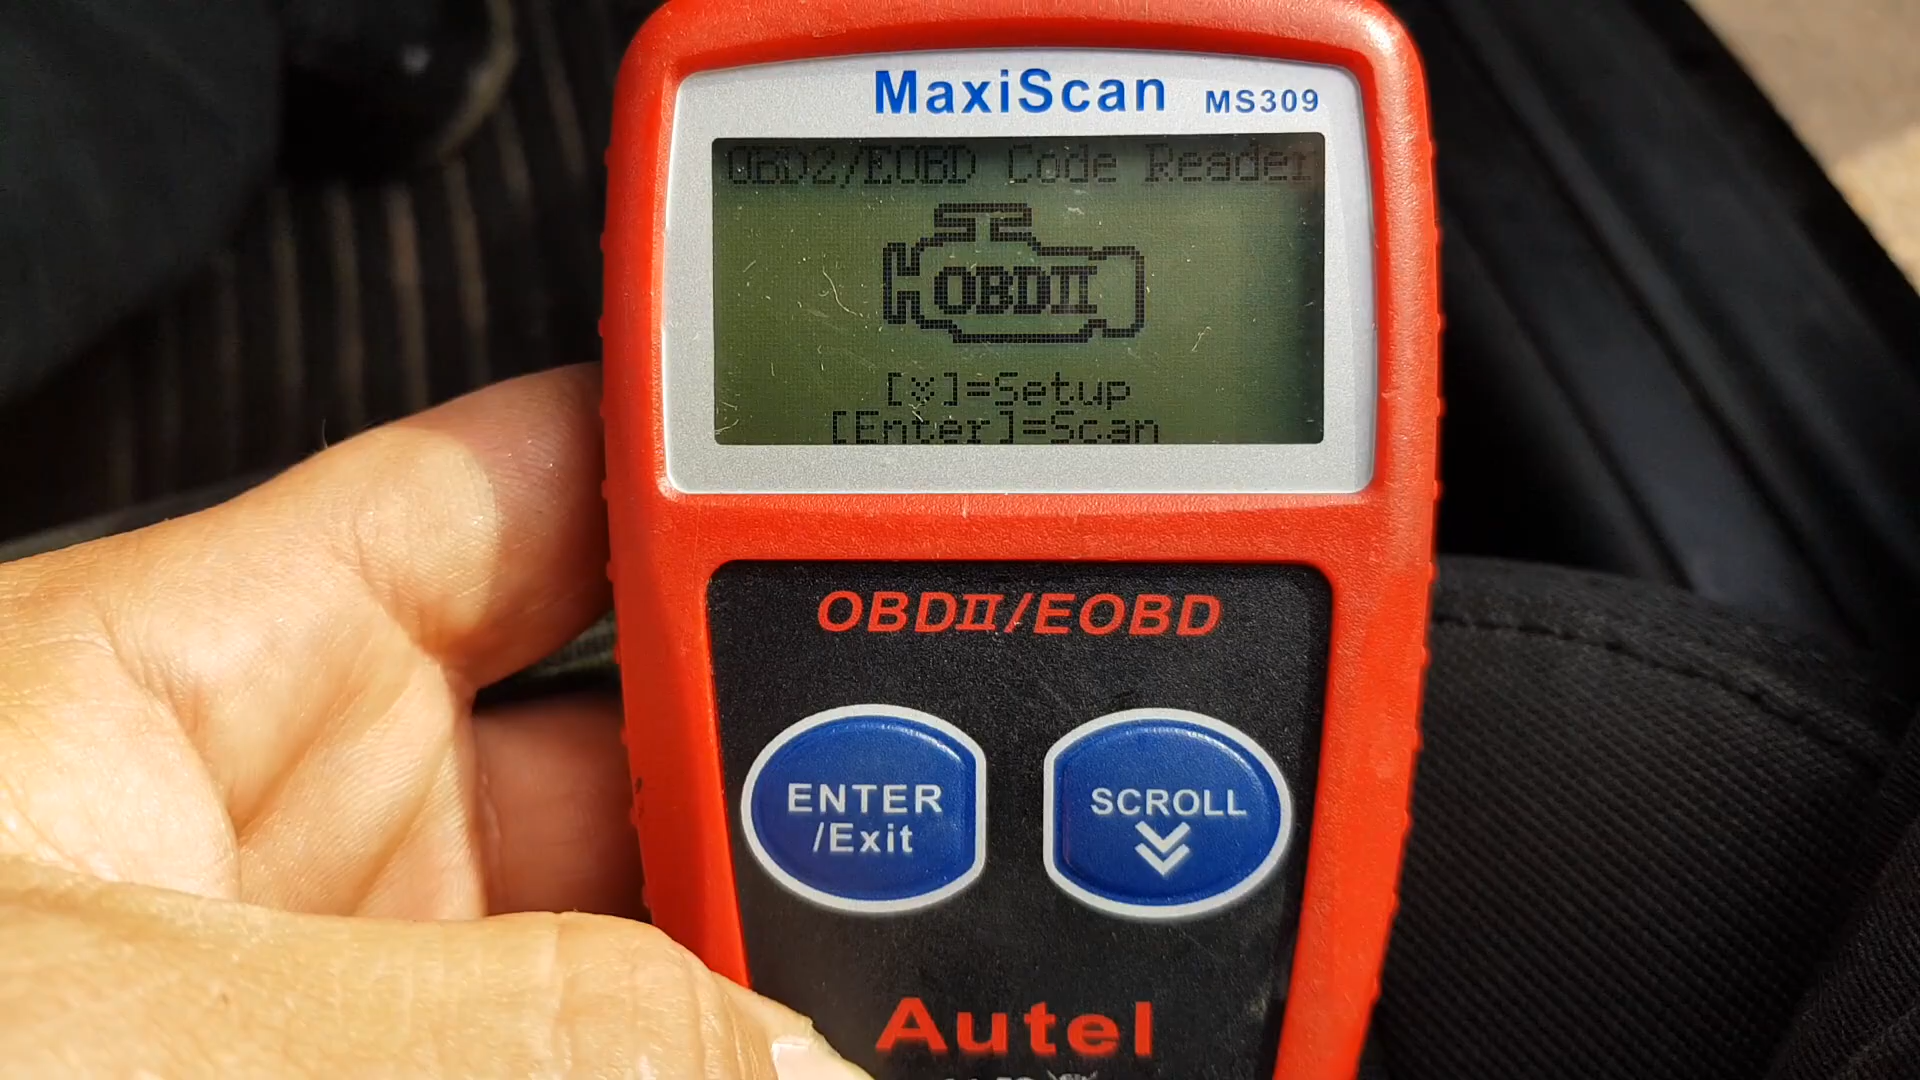 MaxiScan MS309
OBD2/EOBD Code Reader
OBDII
[⌄]=Setup
[Enter]=Scan
OBDII/EOBD
ENTER
/Exit
SCROLL
Autel